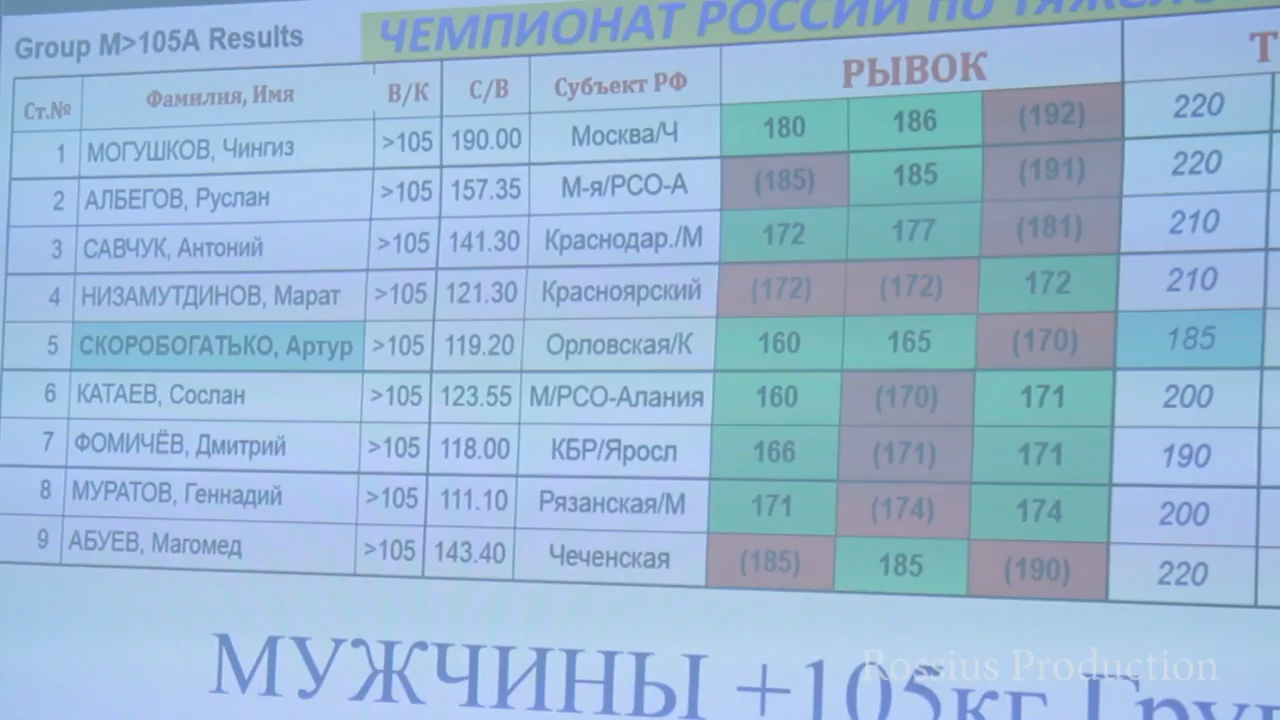 Group M>105A Results
ЧЕМПИОНАТ РОССИИ по
Ст.№ Фамилия, Имя В/К С/В Субъект РФ РЫВОК Т
1 МОГУШКОВ, Чингиз >105 190.00 Москва/Ч 180 186 (192) 220
2 АЛБЕГОВ, Руслан >105 157.35 М-я/РСО-А (185) 185 (191) 220
3 САВЧУК, Антоний >105 141.30 Краснодар./М 172 177 (181) 210
4 НИЗАМУТДИНОВ, Марат >105 121.30 Красноярский (172) (172) 172 210
5 СКОРОБОГАТЬКО, Артур >105 119.20 Орловская/К 160 165 (170) 185
6 КАТАЕВ, Сослан >105 123.55 М/РСО-Алания 160 (170) 171 200
7 ФОМИЧЁВ, Дмитрий >105 118.00 КБР/Яросл 166 (171) 171 190
8 МУРАТОВ, Геннадий >105 111.10 Рязанская/М 171 (174) 174 200
9 АБУЕВ, Магомед >105 143.40 Чеченская (185) 185 (190) 220
МУЖЧИНЫ +105кг Гру
Rossius Production